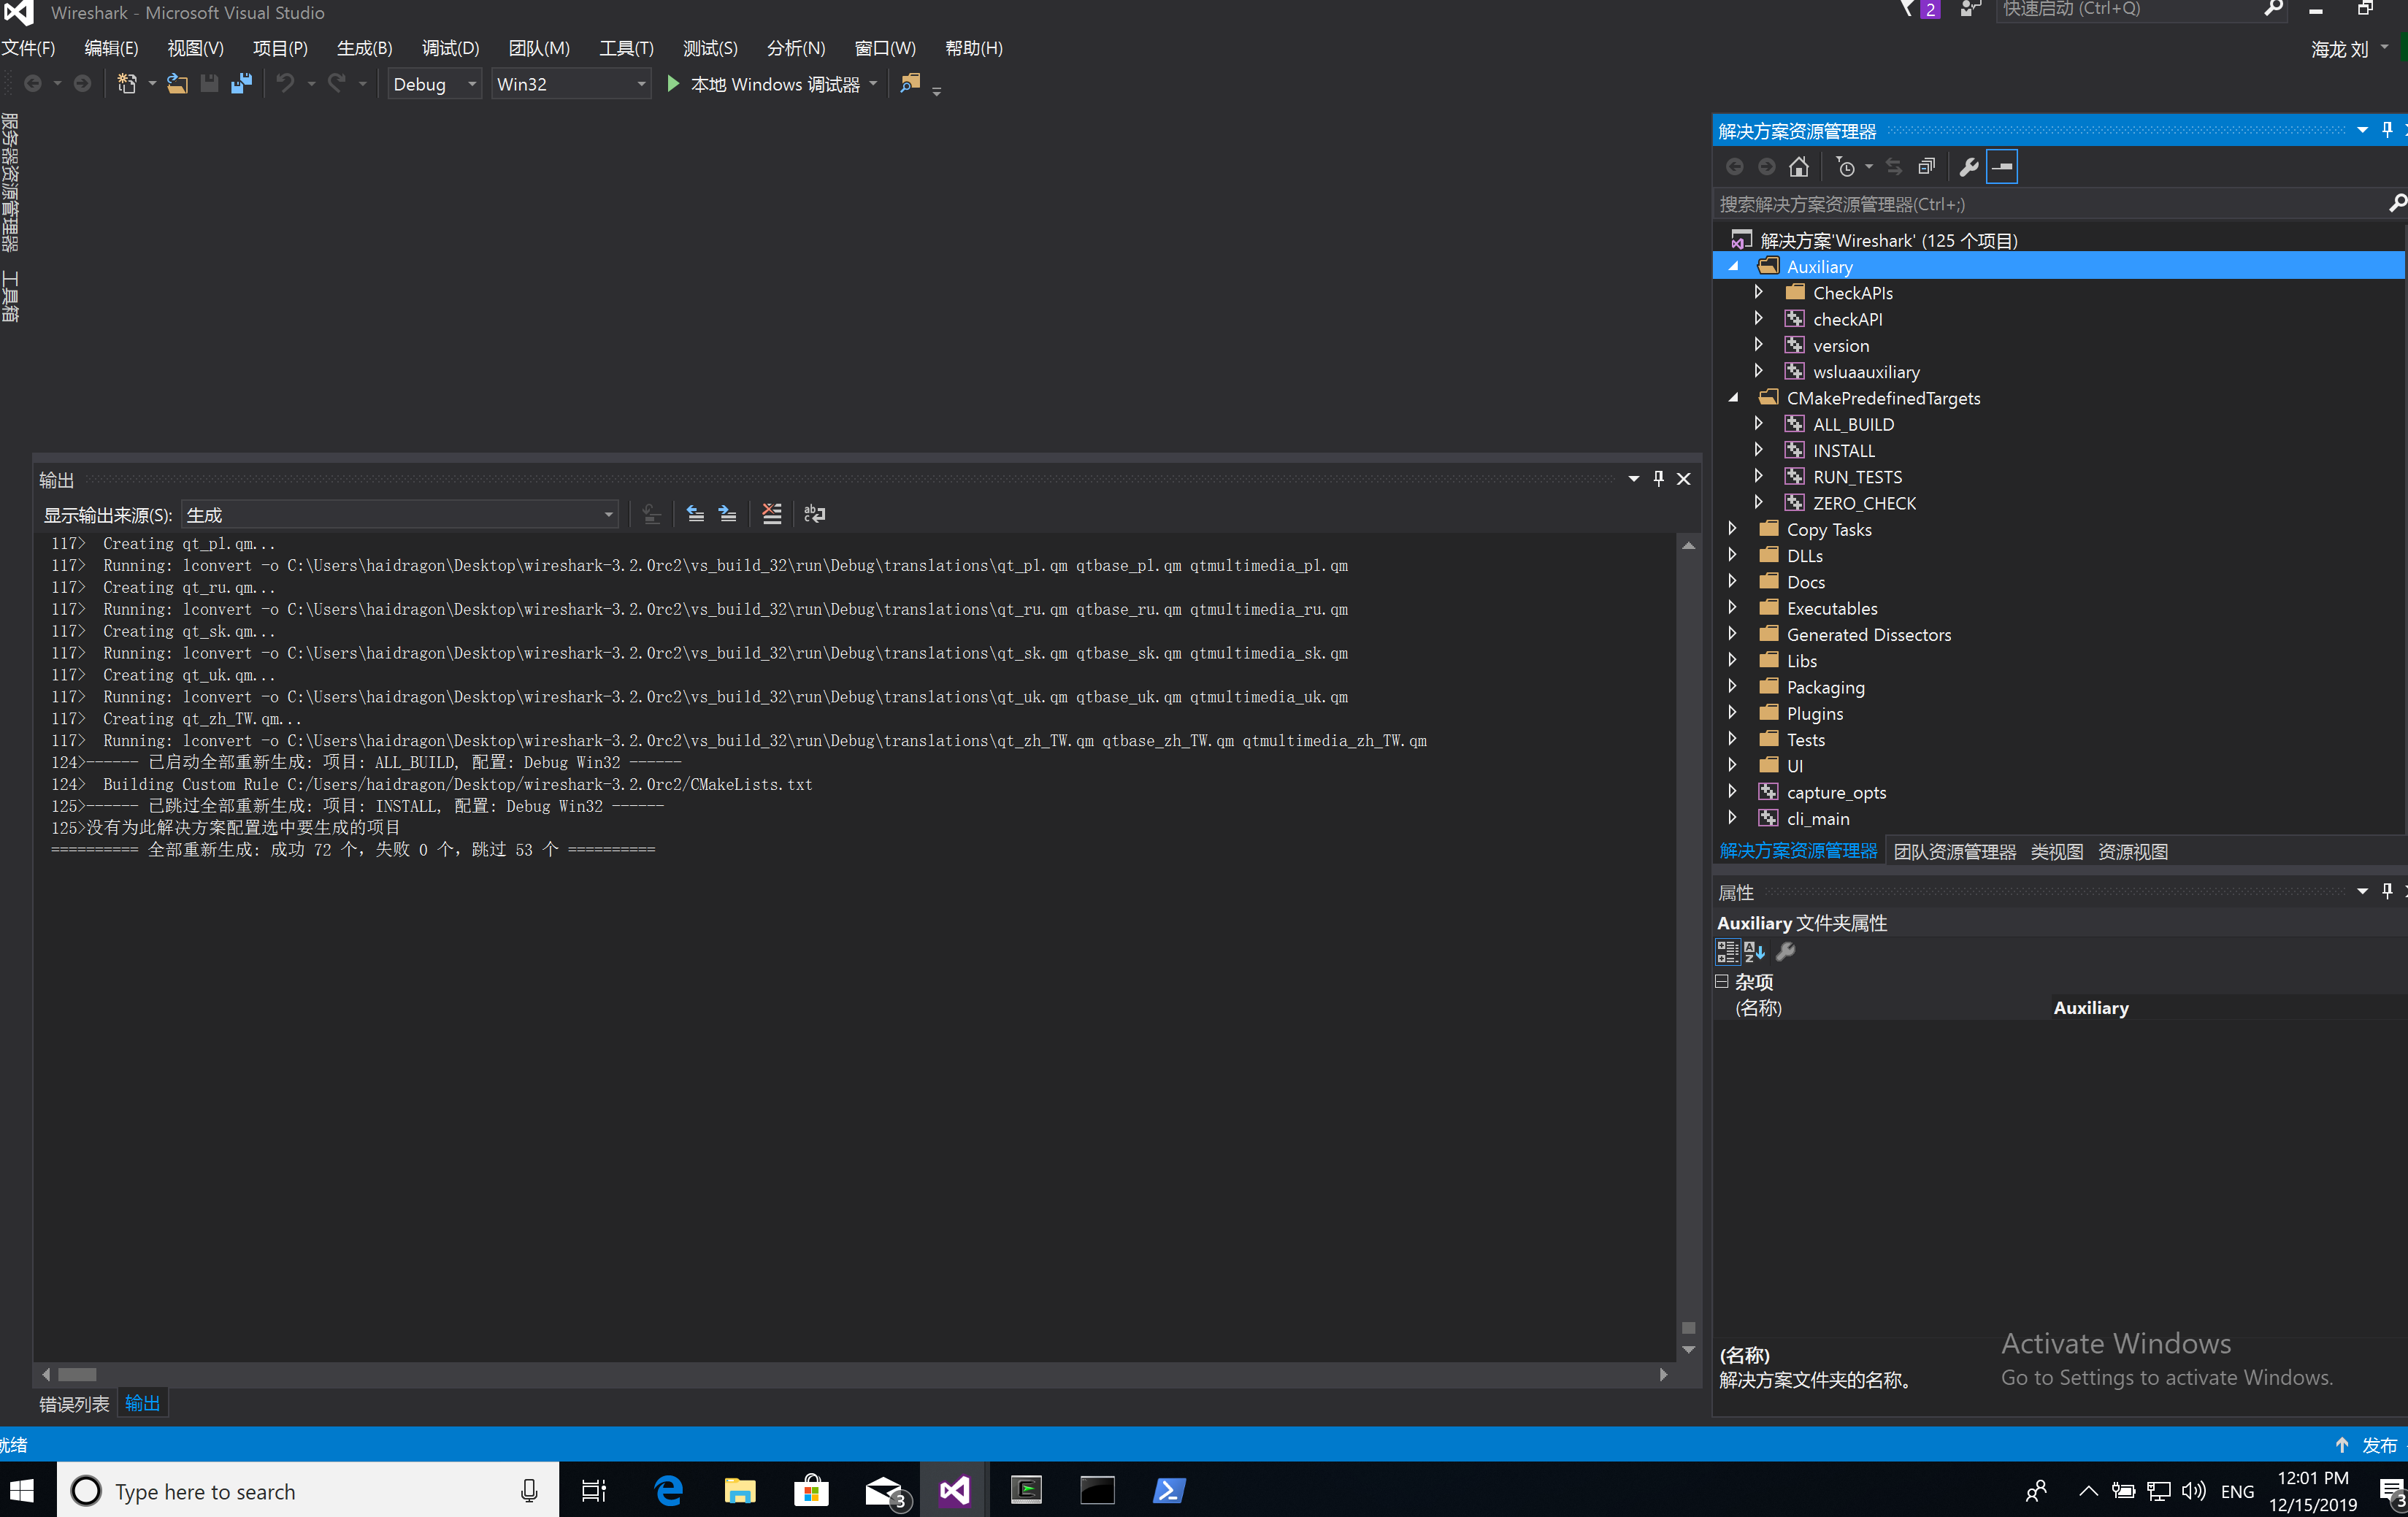 Wireshark - Microsoft Visual Studio
2
快速启动 (Ctrl+Q)
文件(F) 编辑(E) 视图(V) 项目(P) 生成(B) 调试(D) 团队(M) 工具(T) 测试(S) 分析(N) 窗口(W) 帮助(H)
海龙 刘
Debug Win32 本地 Windows 调试器
服务器资源管理器
工具箱
输出
显示输出来源(S): 生成
117> Creating qt_pl.qm...
117> Running: lconvert -o C:\Users\haidragon\Desktop\wireshark-3.2.0rc2\vs_build_32\run\Debug\translations\qt_pl.qm qtbase_pl.qm qtmultimedia_pl.qm
117> Creating qt_ru.qm...
117> Running: lconvert -o C:\Users\haidragon\Desktop\wireshark-3.2.0rc2\vs_build_32\run\Debug\translations\qt_ru.qm qtbase_ru.qm qtmultimedia_ru.qm
117> Creating qt_sk.qm...
117> Running: lconvert -o C:\Users\haidragon\Desktop\wireshark-3.2.0rc2\vs_build_32\run\Debug\translations\qt_sk.qm qtbase_sk.qm qtmultimedia_sk.qm
117> Creating qt_uk.qm...
117> Running: lconvert -o C:\Users\haidragon\Desktop\wireshark-3.2.0rc2\vs_build_32\run\Debug\translations\qt_uk.qm qtbase_uk.qm qtmultimedia_uk.qm
117> Creating qt_zh_TW.qm...
117> Running: lconvert -o C:\Users\haidragon\Desktop\wireshark-3.2.0rc2\vs_build_32\run\Debug\translations\qt_zh_TW.qm qtbase_zh_TW.qm qtmultimedia_zh_TW.qm
124>------ 已启动全部重新生成: 项目: ALL_BUILD, 配置: Debug Win32 ------
124> Building Custom Rule C:/Users/haidragon/Desktop/wireshark-3.2.0rc2/CMakeLists.txt
125>------ 已跳过全部重新生成: 项目: INSTALL, 配置: Debug Win32 ------
125>没有为此解决方案配置选中要生成的项目
========== 全部重新生成: 成功 72 个，失败 0 个，跳过 53 个 ==========
错误列表 输出
解决方案资源管理器
搜索解决方案资源管理器(Ctrl+;)
解决方案'Wireshark' (125 个项目)
Auxiliary
CheckAPIs
checkAPI
version
wsluaauxiliary
CMakePredefinedTargets
ALL_BUILD
INSTALL
RUN_TESTS
ZERO_CHECK
Copy Tasks
DLLs
Docs
Executables
Generated Dissectors
Libs
Packaging
Plugins
Tests
UI
capture_opts
cli_main
解决方案资源管理器 团队资源管理器 类视图 资源视图
属性
Auxiliary 文件夹属性
杂项
(名称) Auxiliary
(名称)
解决方案文件夹的名称。
Activate Windows
Go to Settings to activate Windows.
就绪
发布
Type here to search
3
ENG
12:01 PM
12/15/2019
3